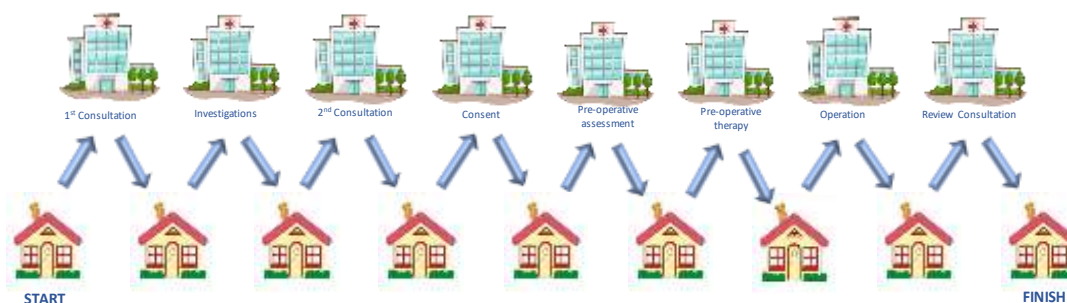 1st Consultation
Investigations
2nd Consultation
Consent
Pre-operative
assessment
Pre-operative
therapy
Operation
Review Consultation
START
FINISH